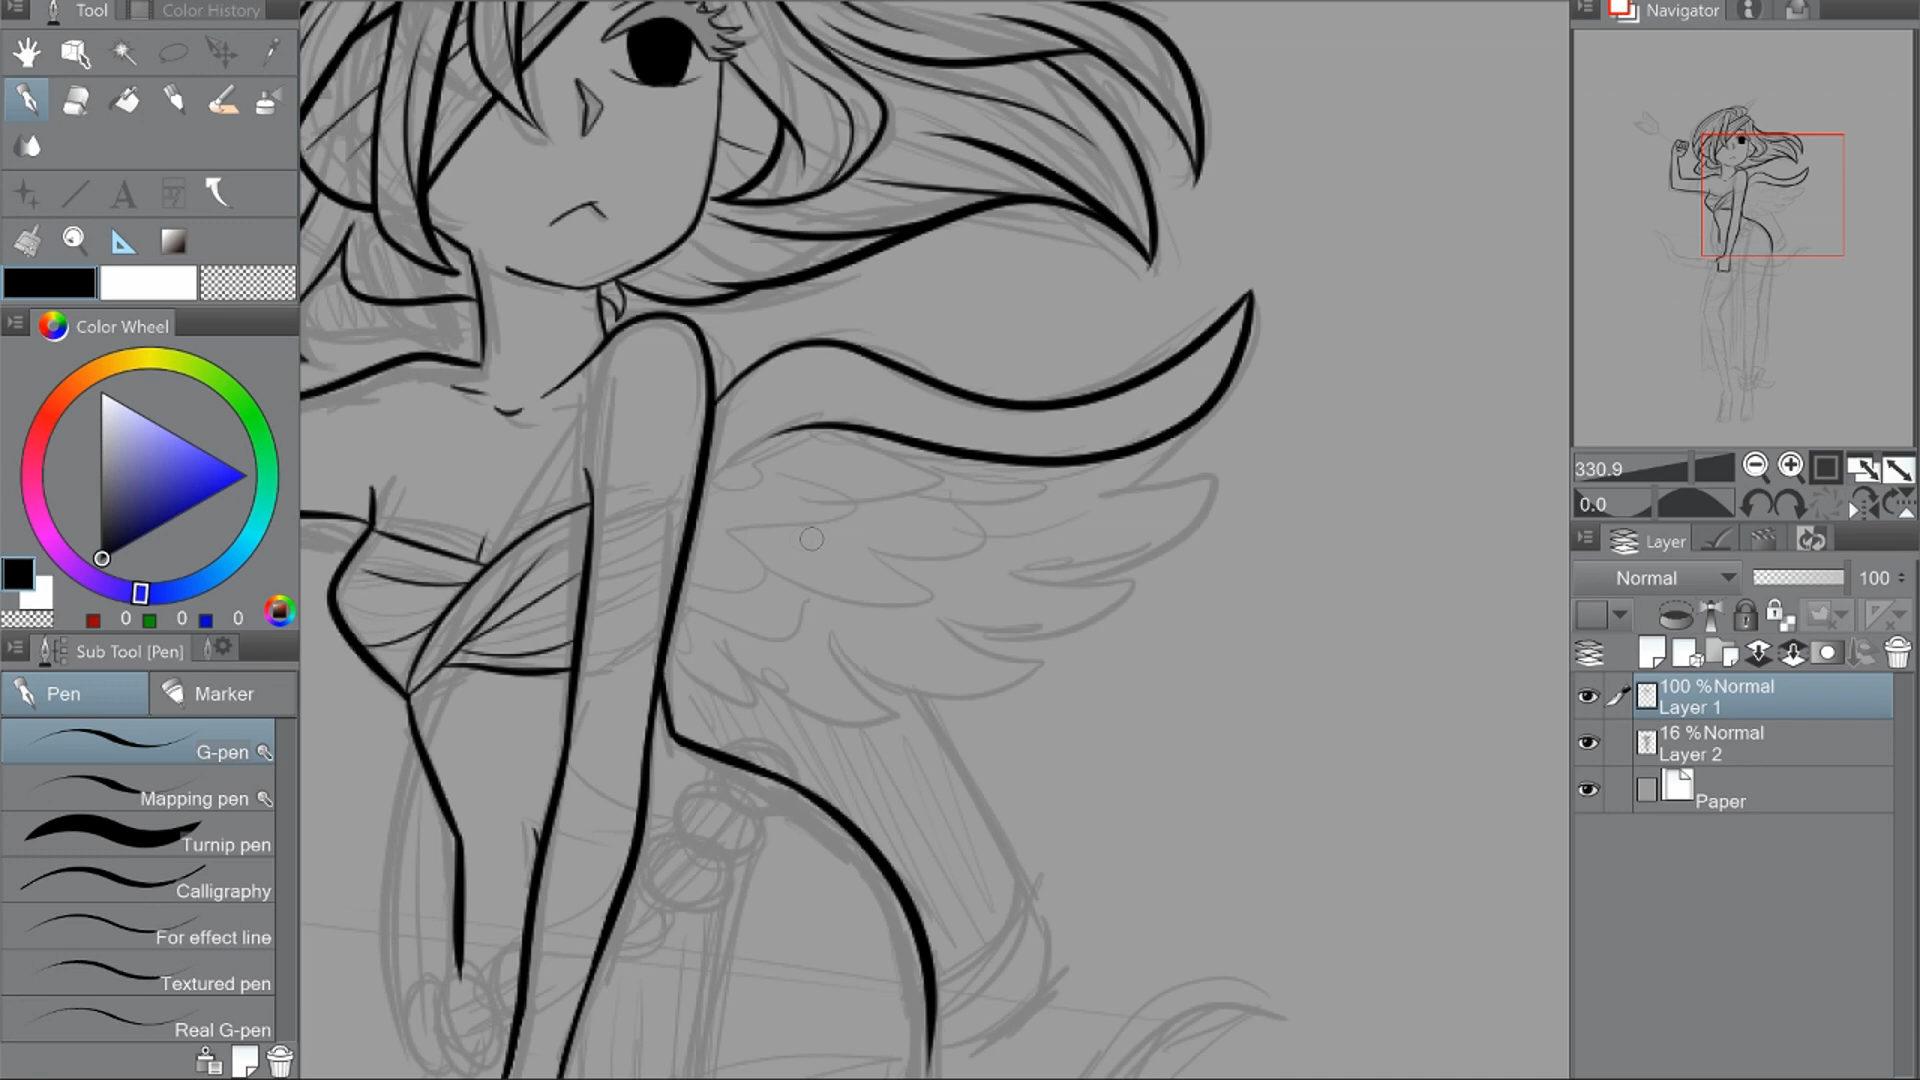 Tool
Color History
Color Wheel
0 0 0
Sub Tool [Pen]
Pen
Marker
G-pen
Mapping pen
Turnip pen
Calligraphy
For effect line
Textured pen
Real G-pen
Navigator
330.9
0.0
Layer
Normal
100
100 %Normal
Layer 1
16 %Normal
Layer 2
Paper